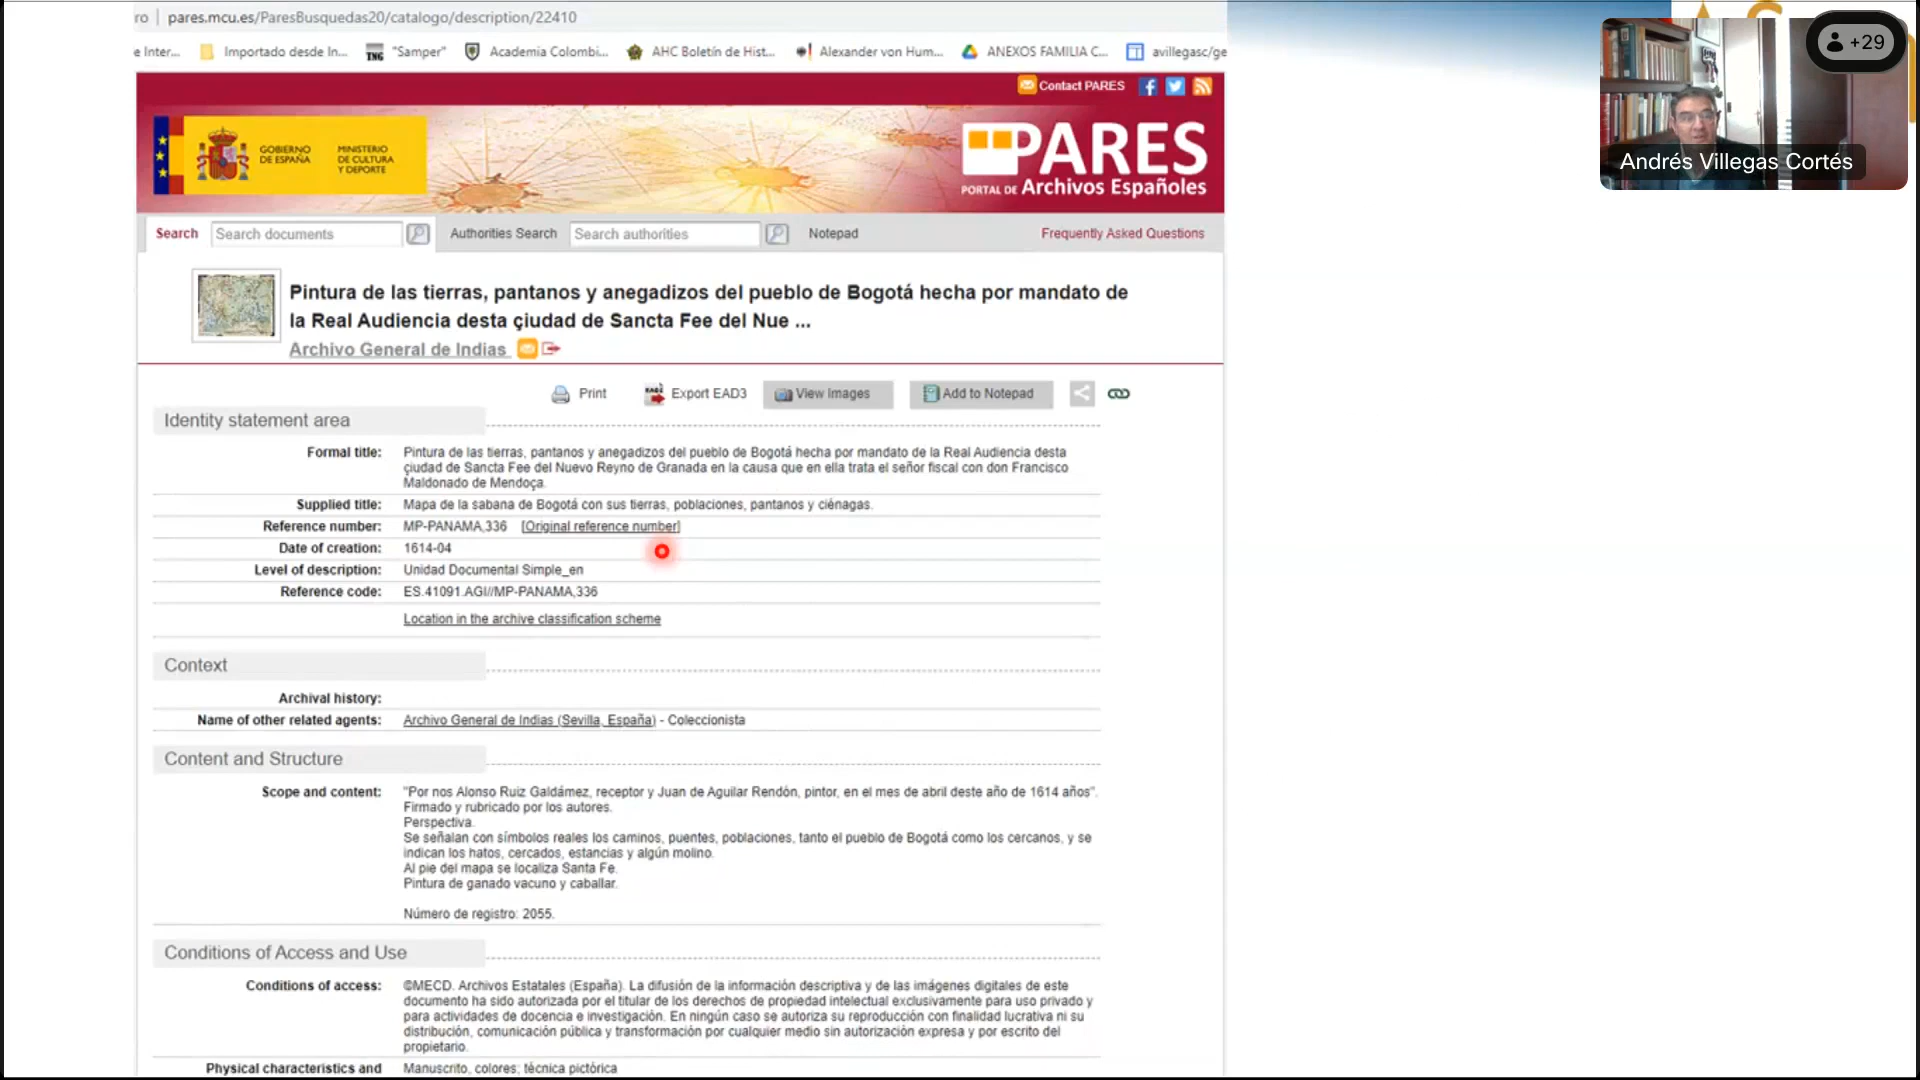 ro | pares.mcu.es/ParesBusquedas20/catalogo/description/22410
e Inter... Importado desde In... TNG "Samper" Academia Colombi... AHC Boletín de Hist... Alexander von Hum... ANEXOS FAMILIA C... avillegasc/ge
+29
Andrés Villegas Cortés
Contact PARES
GOBIERNO DE ESPAÑA
MINISTERIO DE CULTURA Y DEPORTE
PARES
PORTAL DE Archivos Españoles
Search Search documents Authorities Search Search authorities Notepad Frequently Asked Questions
Pintura de las tierras, pantanos y anegadizos del pueblo de Bogotá hecha por mandato de
la Real Audiencia desta çiudad de Sancta Fee del Nue ...
Archivo General de Indias
Print Export EAD3 View Images Add to Notepad
Identity statement area
Formal title: Pintura de las tierras, pantanos y anegadizos del pueblo de Bogotá hecha por mandato de la Real Audiencia desta
çiudad de Sancta Fee del Nuevo Reyno de Granada en la causa que en ella trata el señor fiscal con don Francisco
Maldonado de Mendoça.
Supplied title: Mapa de la sabana de Bogotá con sus tierras, poblaciones, pantanos y ciénagas.
Reference number: MP-PANAMA,336 [Original reference number]
Date of creation: 1614-04
Level of description: Unidad Documental Simple_en
Reference code: ES.41091.AGI//MP-PANAMA,336
Location in the archive classification scheme
Context
Archival history:
Name of other related agents: Archivo General de Indias (Sevilla, España) - Coleccionista
Content and Structure
Scope and content: "Por nos Alonso Ruiz Galdámez, receptor y Juan de Aguilar Rendón, pintor, en el mes de abril deste año de 1614 años".
Firmado y rubricado por los autores.
Perspectiva.
Se señalan con símbolos reales los caminos, puentes, poblaciones, tanto el pueblo de Bogotá como los cercanos, y se
indican los hatos, cercados, estancias y algún molino.
Al pie del mapa se localiza Santa Fe.
Pintura de ganado vacuno y caballar.
Número de registro: 2055.
Conditions of Access and Use
Conditions of access: ©MECD. Archivos Estatales (España). La difusión de la información descriptiva y de las imágenes digitales de este
documento ha sido autorizada por el titular de los derechos de propiedad intelectual exclusivamente para uso privado y
para actividades de docencia e investigación. En ningún caso se autoriza su reproducción con finalidad lucrativa ni su
distribución, comunicación pública y transformación por cualquier medio sin autorización expresa y por escrito del
propietario.
Physical characteristics and Manuscrito, colores; técnica pictórica